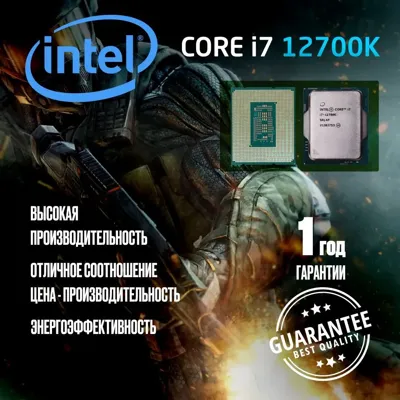 intel
CORE i7 12700K
ВЫСОКАЯ
ПРОИЗВОДИТЕЛЬНОСТЬ
ОТЛИЧНОЕ СООТНОШЕНИЕ
ЦЕНА - ПРОИЗВОДИТЕЛЬНОСТЬ
ЭНЕРГОЭФФЕКТИВНОСТЬ
1 ГОД
ГАРАНТИИ
GUARANTEE
BEST QUALITY